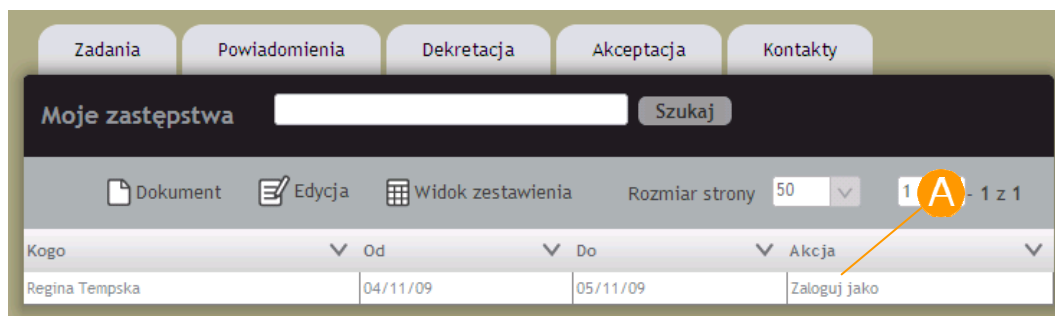 Zadania Powiadomienia Dekretacja Akceptacja Kontakty
Moje zastępstwa Szukaj
Dokument Edycja Widok zestawienia Rozmiar strony 50 1 A - 1 z 1
Kogo Od Do Akcja
Regina Tempska 04/11/09 05/11/09 Zaloguj jako